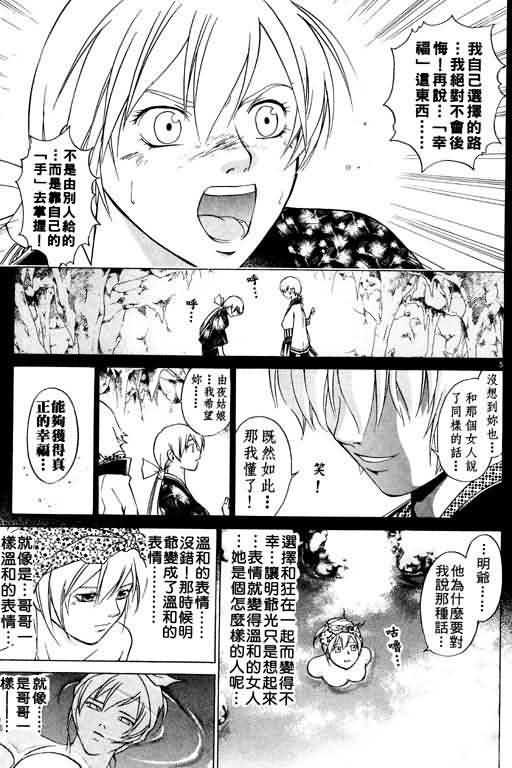 我自己選擇的路
…我絕對不會後
悔！再說…「幸
福」這東西……
不是由別人給的
…而是靠自己的
「手」去掌握！
呼…
呼…
5
沒想到妳也…
和那個女人說
了同樣的話…
笑！
既然如此…
那我懂了！
由夜姑娘
…我希望
妳……
能夠獲得真
正的幸福…
…明爺
他為什麼要對
我說那種話…
咕嚕…
選擇和狂在一起而變得不
幸…讓明爺光只是想起來
…表情就變得溫和的女人
…她是個怎麼樣的人呢…
溫和的表情…
沒錯！那時候明
爺變成了溫和的
表情…
就像是…哥哥一
樣溫和的表情…
…就像
是哥哥一
樣──